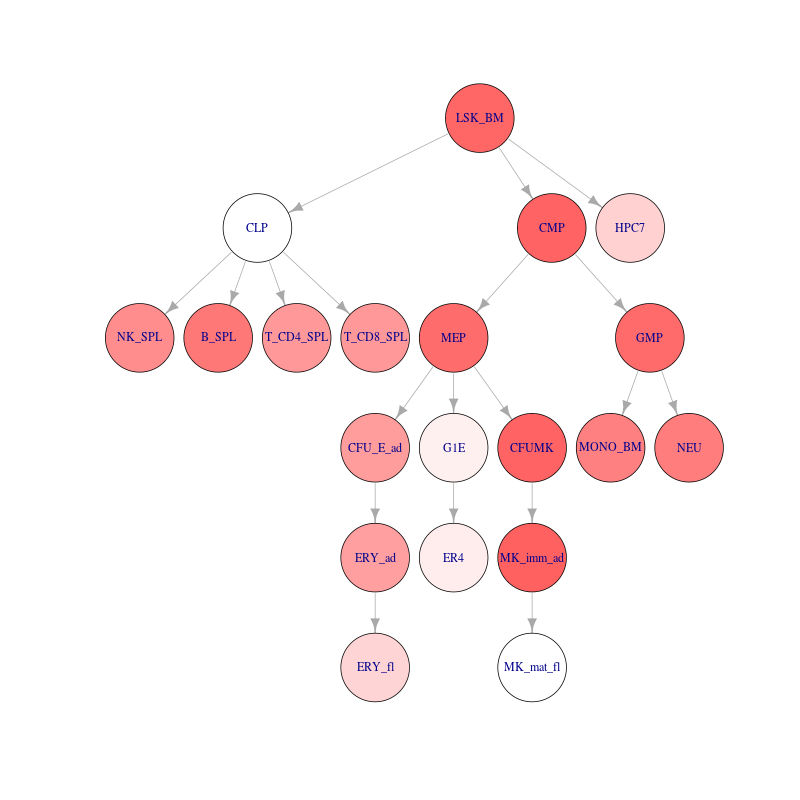 LSK_BM
CLP
CMP
HPC7
NK_SPL
B_SPL
T_CD4_SPL
T_CD8_SPL
MEP
GMP
CFU_E_ad
G1E
CFUMK
MONO_BM
NEU
ERY_ad
ER4
MK_imm_ad
ERY_fl
MK_mat_fl